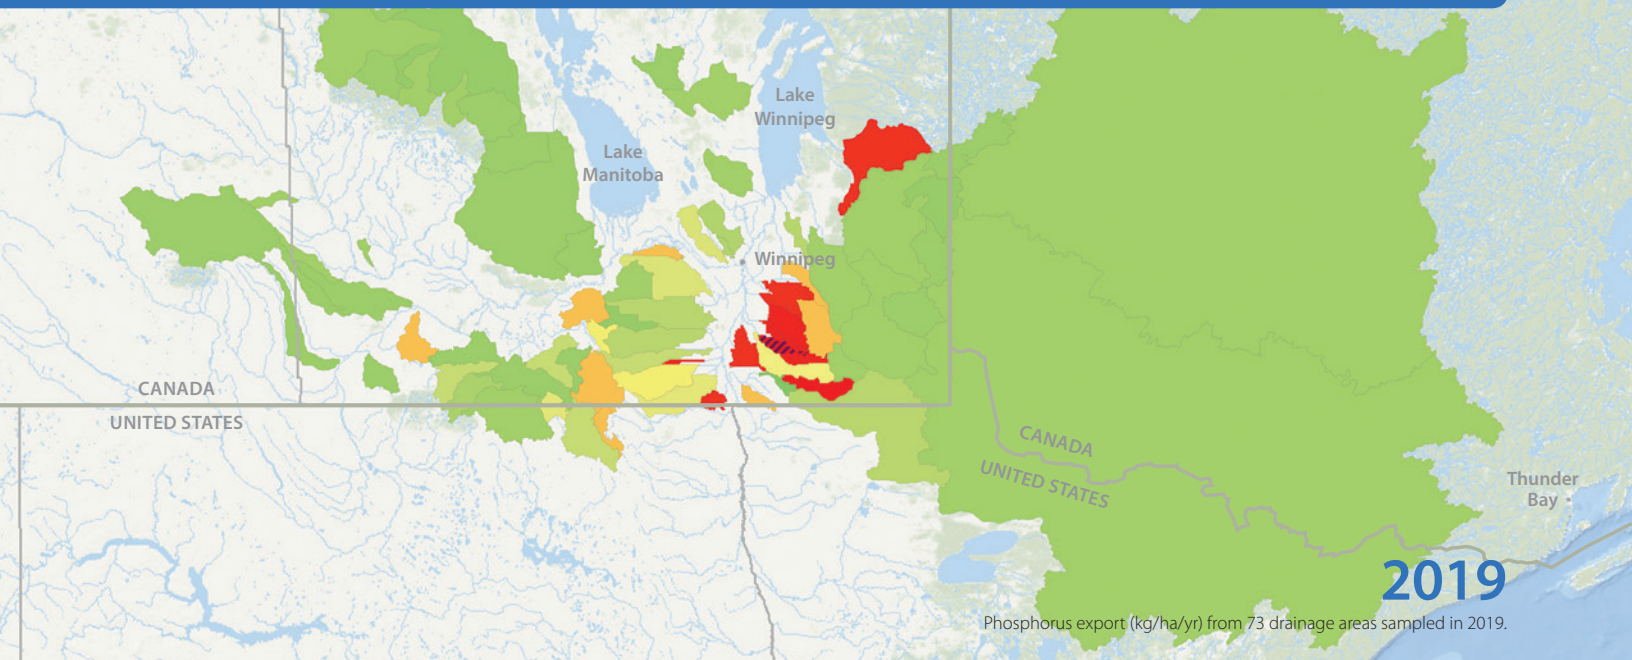 Lake
Winnipeg
Lake
Manitoba
Winnipeg
CANADA
UNITED STATES
CANADA
UNITED STATES
Thunder
Bay
2019
Phosphorus export (kg/ha/yr) from 73 drainage areas sampled in 2019.